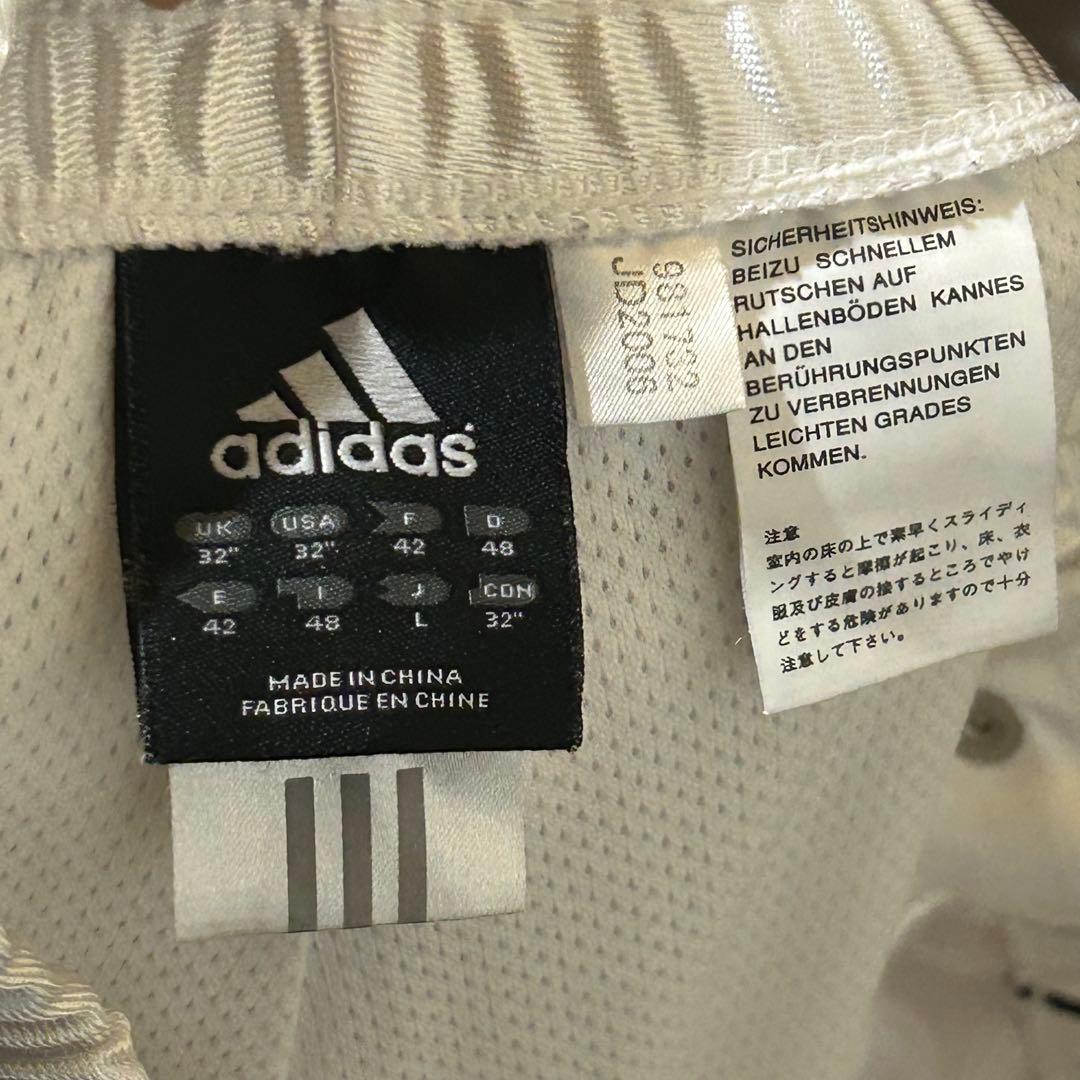 adidas
UK USA F D
32" 32" 42 48
E I J CDN
42 48 L 32"
MADE IN CHINA
FABRIQUE EN CHINE
931732
JD2006
SICHERHEITSHINWEIS:
BEIZU SCHNELLEM
RUTSCHEN AUF
HALLENBÖDEN KANNES
AN DEN
BERÜHRUNGSPUNKTEN
ZU VERBRENNUNGEN
LEICHTEN GRADES
KOMMEN.
注意
室内の床の上で素早くスライディ
ングすると摩擦が起こり、床、衣
服及び皮膚の接するところでやけ
どをする危険がありますので十分
注意して下さい。